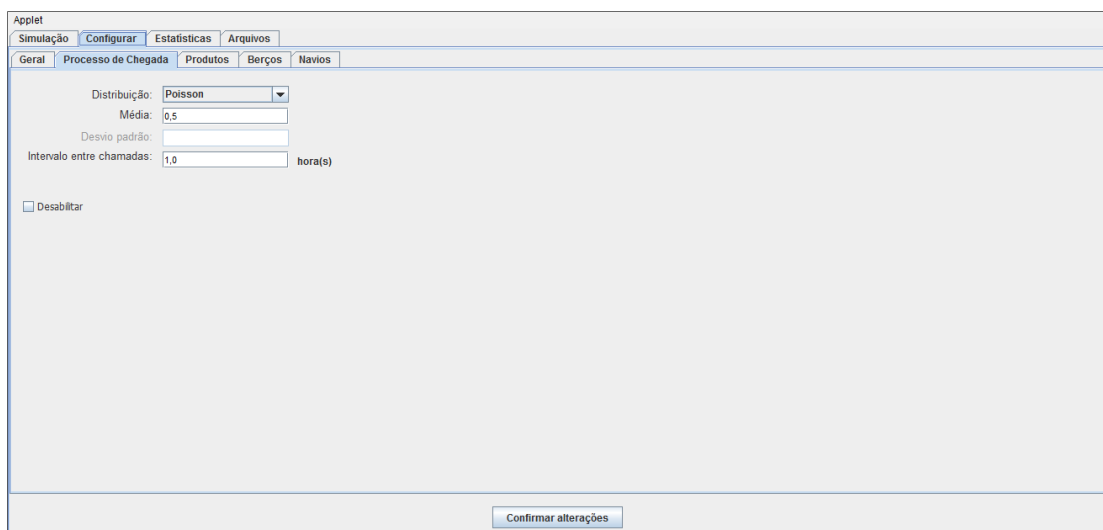 Applet
Simulação Configurar Estatìsticas Arquivos
Geral Processo de Chegada Produtos Berços Navios
Distribuição: Poisson
Média: 0,5
Desvio padrão:
Intervalo entre chamadas: 1,0 hora(s)
Desabilitar
Confirmar alterações